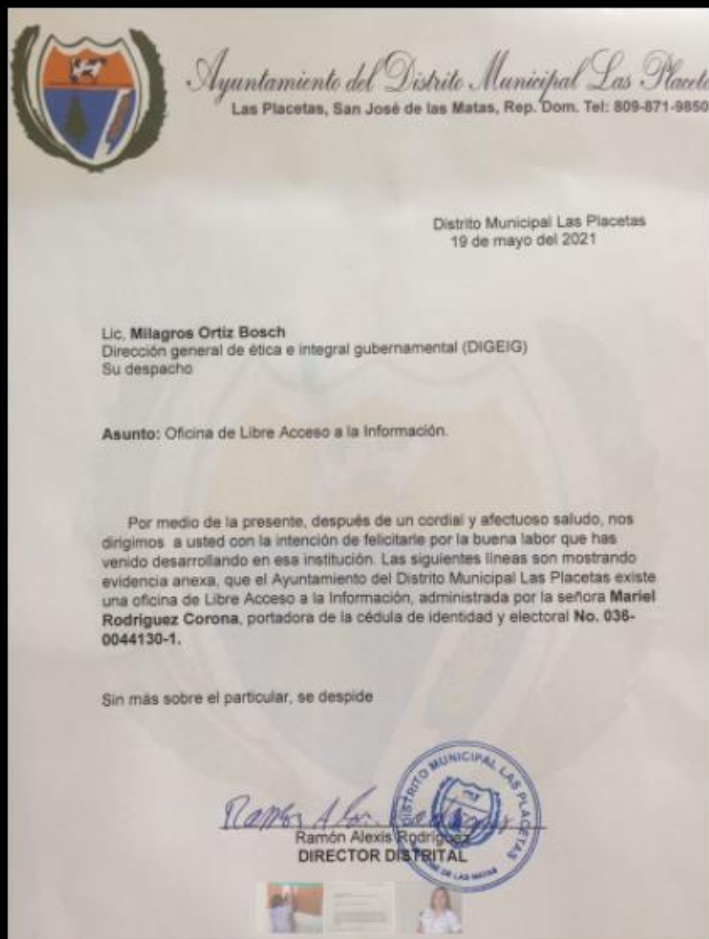 Ayuntamiento del Distrito Municipal Las
Las Placetas, San José de las Matas, Rep. Dom. Tel: 809-871-9850
Distrito Municipal Las Placetas
19 de mayo del 2021
Lic, Milagros Ortiz Bosch
Dirección general de ética e integral gubernamental (DIGEIG)
Su despacho
Asunto: Oficina de Libre Acceso a la Información.
Por medio de la presente, después de un cordial y afectuoso saludo, nos
dirigimos a usted con la intención de felicitarle por la buena labor que has
venido desarrollando en esa institución. Las siguientes líneas son mostrando
evidencia anexa, que el Ayuntamiento del Distrito Municipal Las Placetas existe
una oficina de Libre Acceso a la Información, administrada por la señora Mariel
Rodríguez Corona, portadora de la cédula de identidad y electoral No. 036-
0044130-1.
Sin más sobre el particular, se despide
Ramón Alexis Rodríguez
DIRECTOR DISTRITAL
DISTRITO MUNICIPAL LAS PLACETAS
DE LAS MATAS